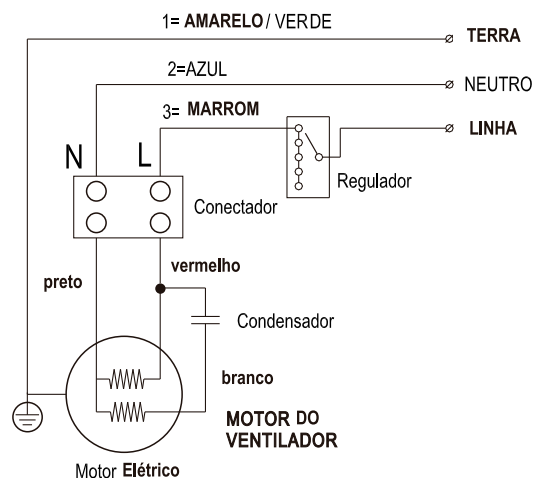 1= AMARELO / VERDE
TERRA
2=AZUL
NEUTRO
3= MARROM
LINHA
N L
Regulador
Conectador
vermelho
preto
Condensador
branco
MOTOR DO
VENTILADOR
Motor Elétrico